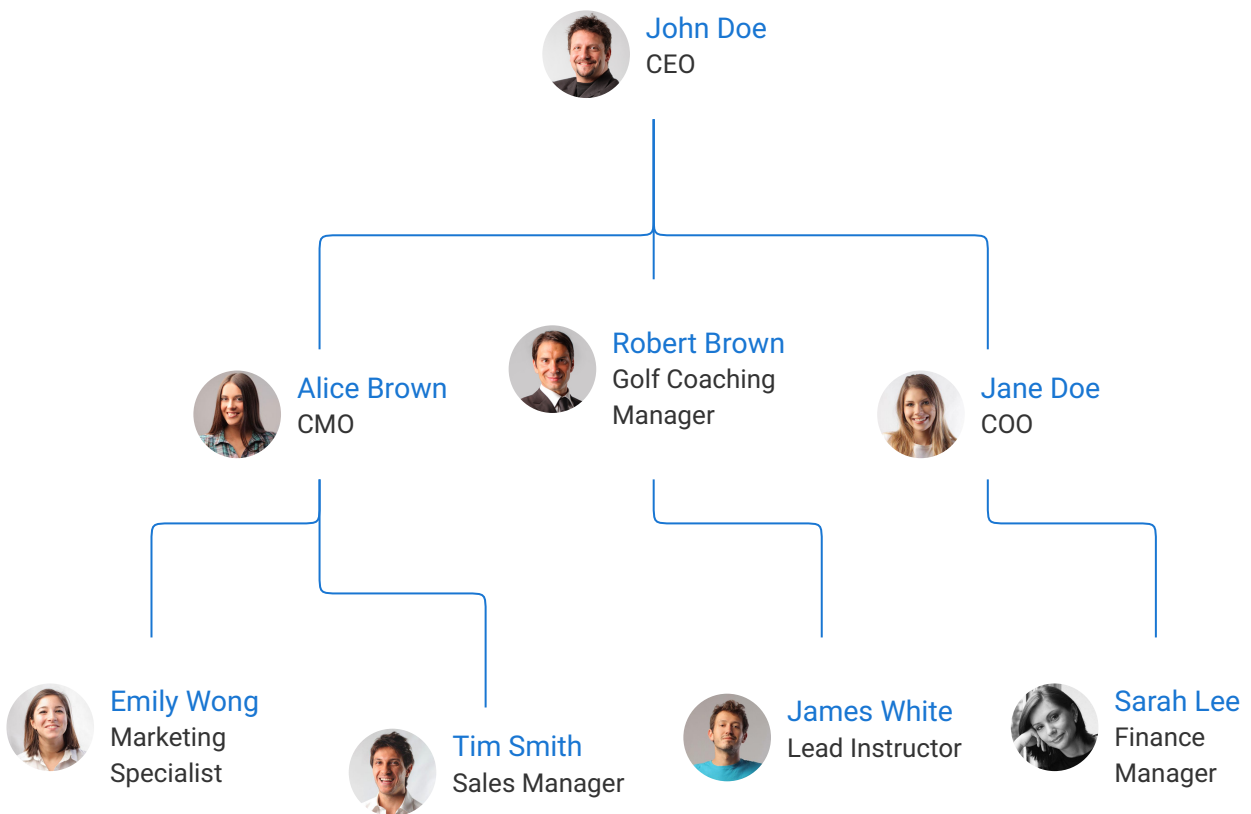 John Doe
CEO
Alice Brown
CMO
Robert Brown
Golf Coaching
Manager
Jane Doe
COO
Emily Wong
Marketing
Specialist
Tim Smith
Sales Manager
James White
Lead Instructor
Sarah Lee
Finance
Manager